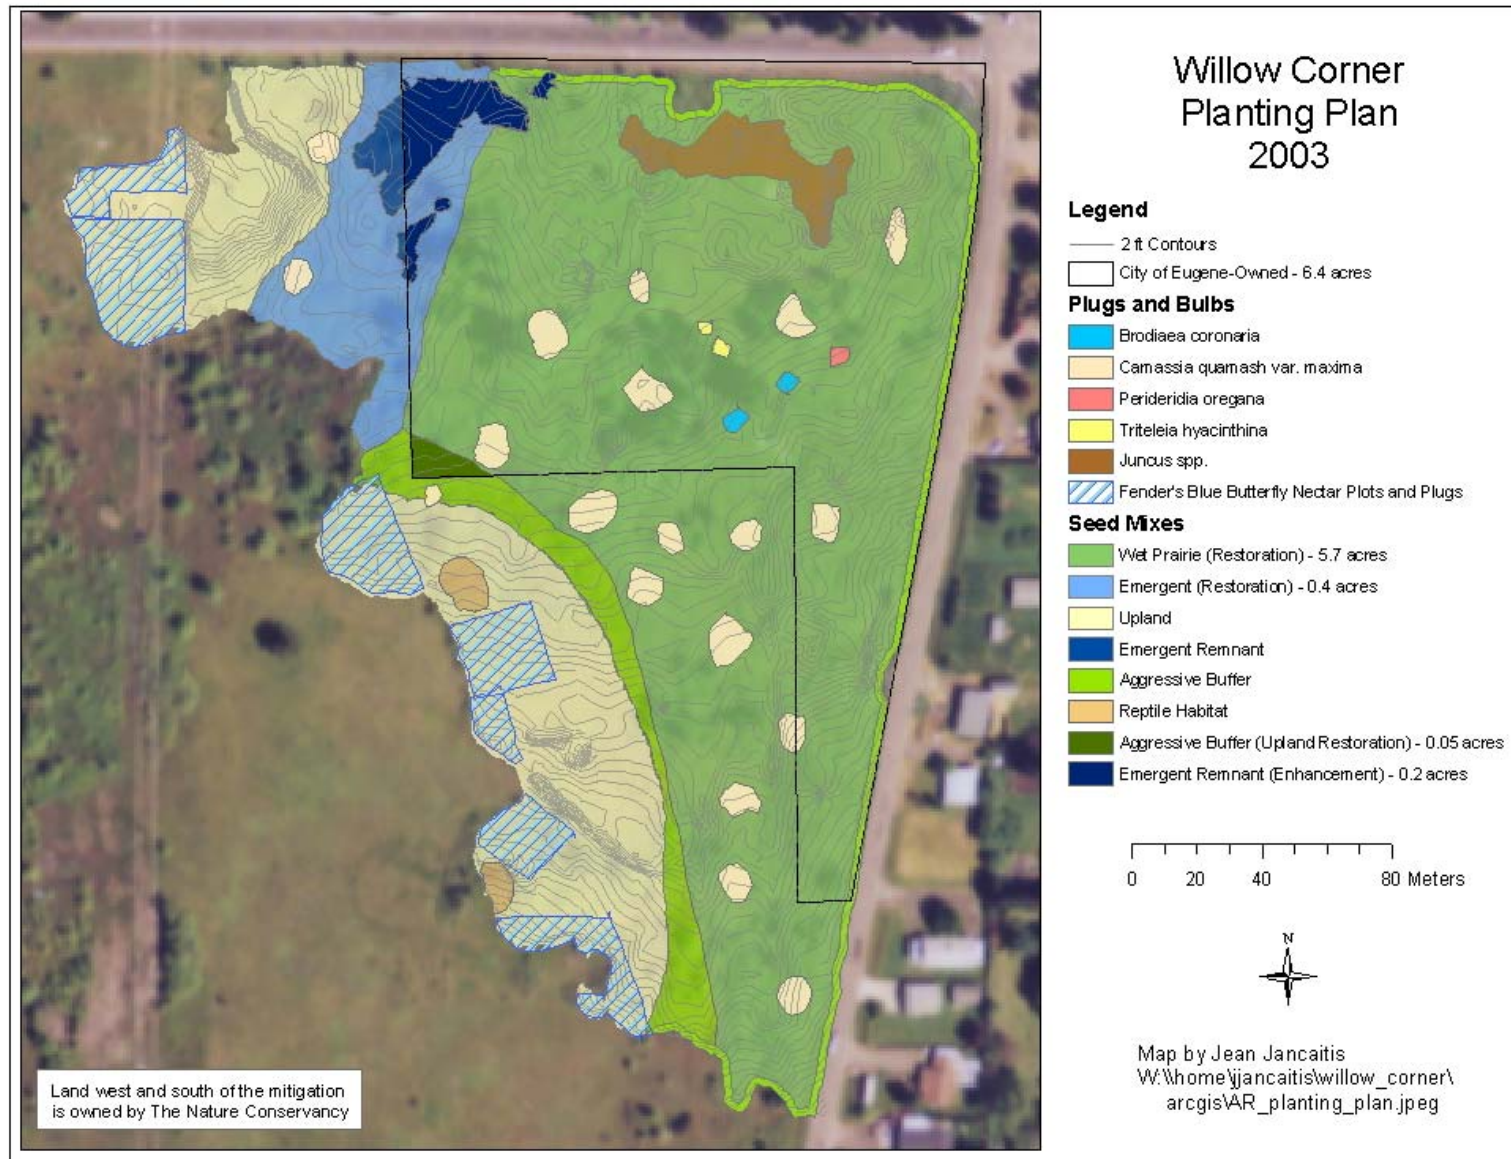 Willow Corner
Planting Plan
2003
Legend
2 ft Contours
City of Eugene-Owned - 6.4 acres
Plugs and Bulbs
Brodiaea coronaria
Camassia quamash var. maxima
Perideridia oregana
Triteleia hyacinthina
Juncus spp.
Fender's Blue Butterfly Nectar Plots and Plugs
Seed Mixes
Wet Prairie (Restoration) - 5.7 acres
Emergent (Restoration) - 0.4 acres
Upland
Emergent Remnant
Aggressive Buffer
Reptile Habitat
Aggressive Buffer (Upland Restoration) - 0.05 acres
Emergent Remnant (Enhancement) - 0.2 acres
0 20 40 80 Meters
N
Map by Jean Jancaitis
W:\\home\jjancaitis\willow_corner\
arcgis\AR_planting_plan.jpeg
Land west and south of the mitigation
is owned by The Nature Conservancy